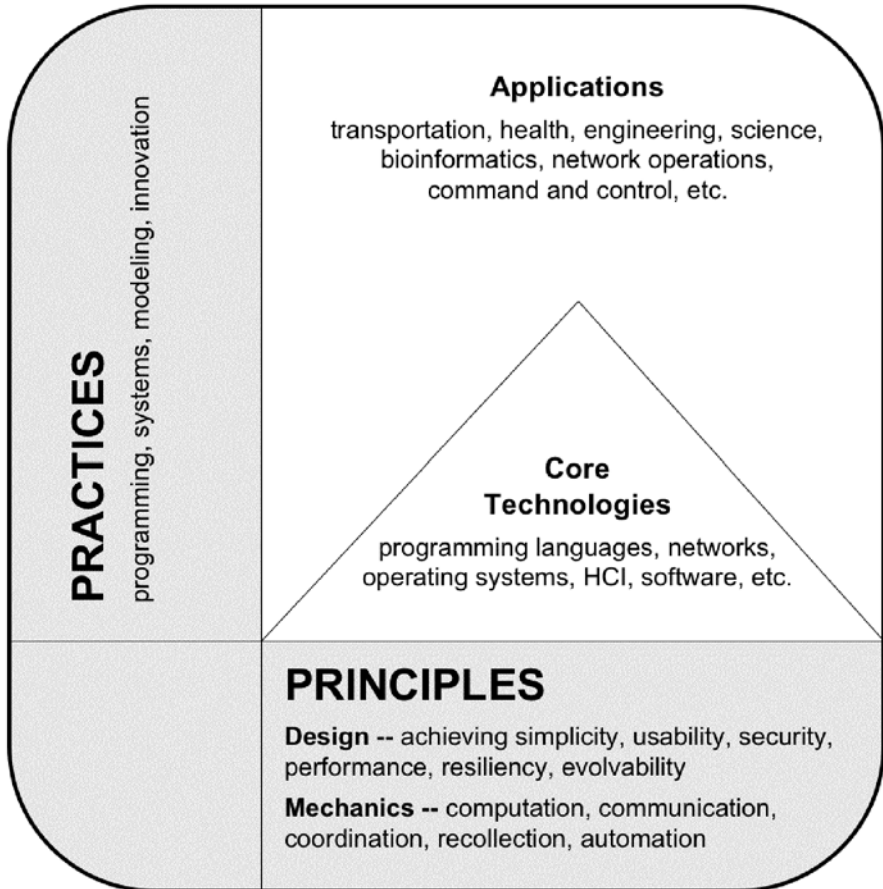 PRACTICES
programming, systems, modeling, innovation
Applications
transportation, health, engineering, science,
bioinformatics, network operations,
command and control, etc.
Core
Technologies
programming languages, networks,
operating systems, HCI, software, etc.
PRINCIPLES
Design -- achieving simplicity, usability, security,
performance, resiliency, evolvability
Mechanics -- computation, communication,
coordination, recollection, automation